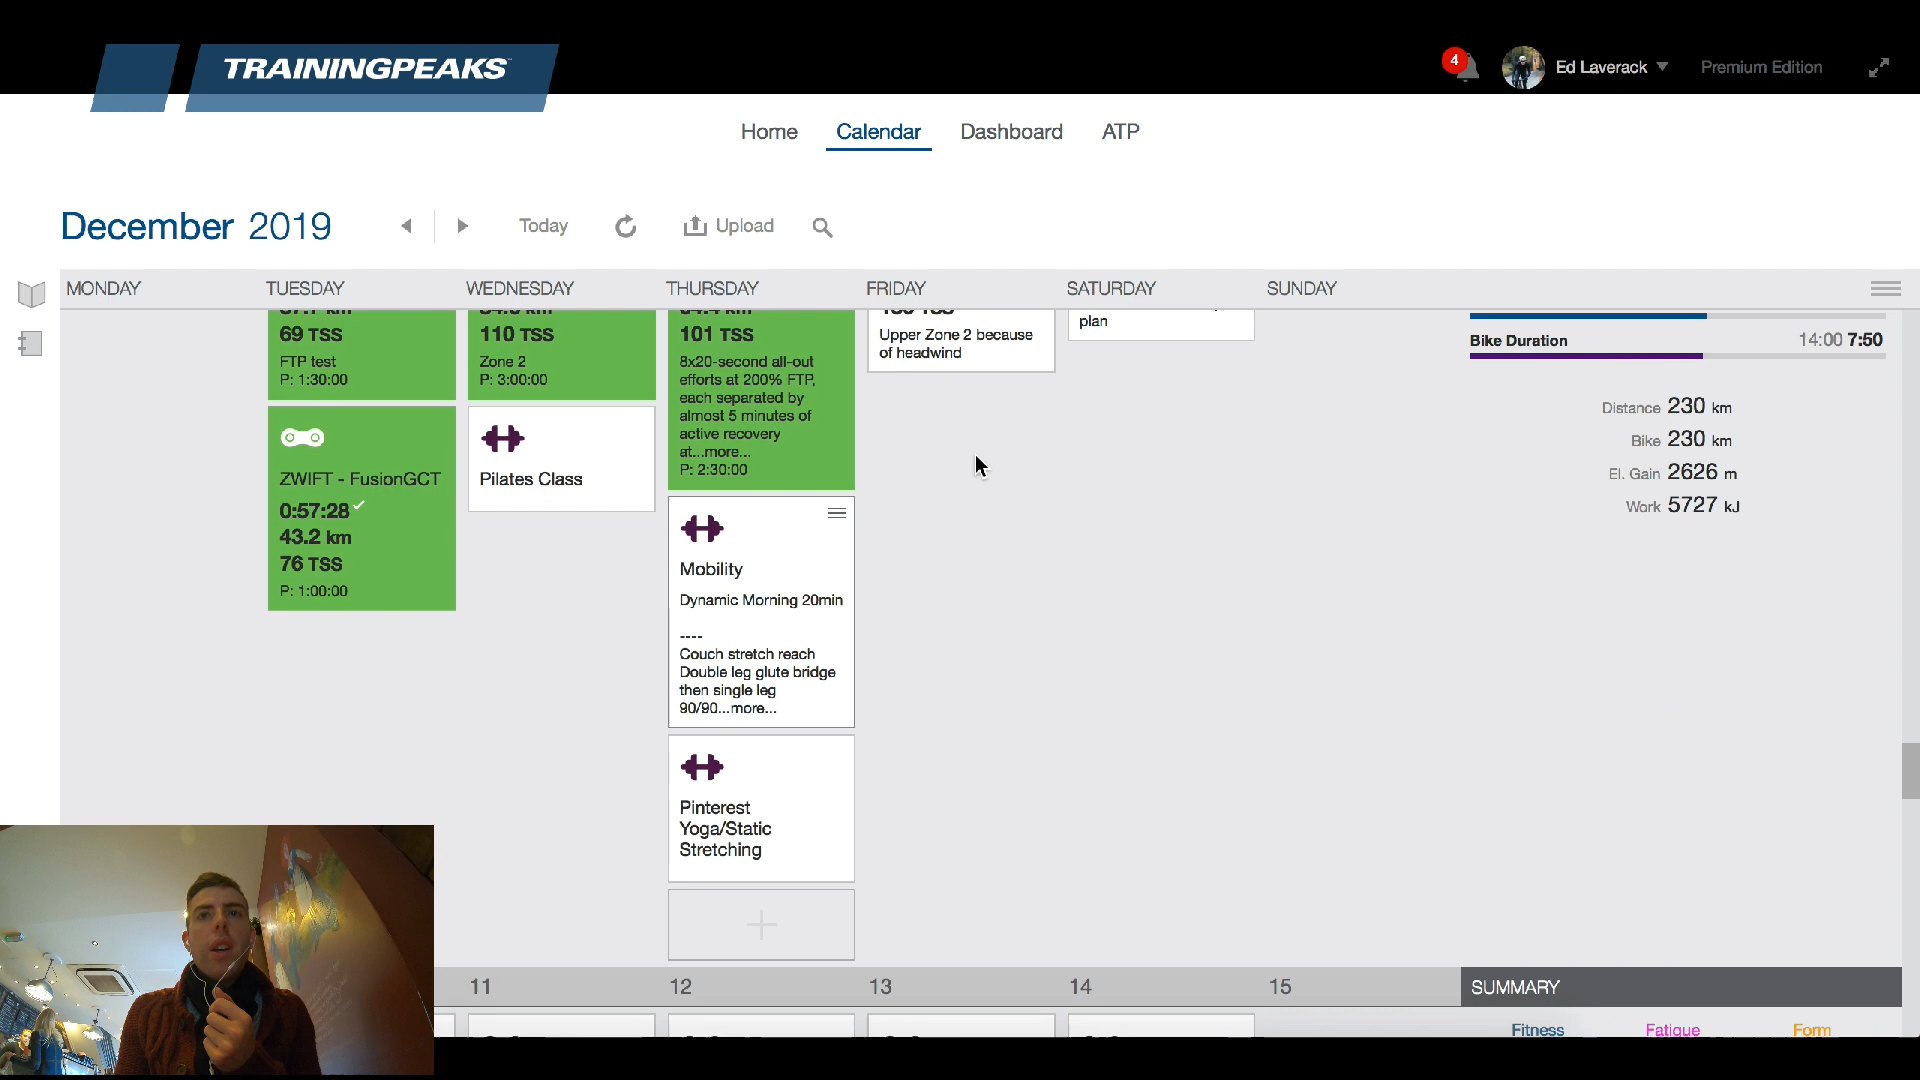 TRAININGPEAKS
4
Ed Laverack
Premium Edition
Home
Calendar
Dashboard
ATP
December 2019
Today
Upload
MONDAY
TUESDAY
WEDNESDAY
THURSDAY
FRIDAY
SATURDAY
SUNDAY
69 TSS
FTP test
P: 1:30:00
ZWIFT - FusionGCT
0:57:28
43.2 km
76 TSS
P: 1:00:00
110 TSS
Zone 2
P: 3:00:00
Pilates Class
101 TSS
8x20-second all-out
efforts at 200% FTP,
each separated by
almost 5 minutes of
active recovery
at...more...
P: 2:30:00
Mobility
Dynamic Morning 20min
----
Couch stretch reach
Double leg glute bridge
then single leg
90/90...more...
Pinterest
Yoga/Static
Stretching
Upper Zone 2 because
of headwind
plan
Bike Duration
14:00 7:50
Distance 230 km
Bike 230 km
El. Gain 2626 m
Work 5727 kJ
11
12
13
14
15
SUMMARY
Fitness
Fatigue
Form